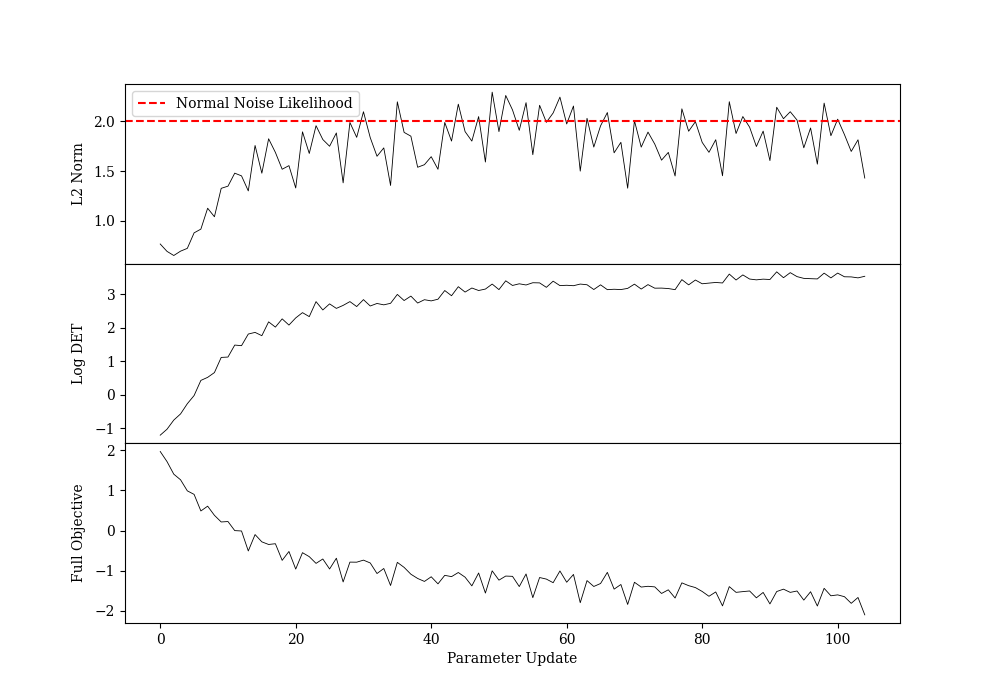 Normal Noise Likelihood
2.0
1.5
1.0
L2 Norm
3
2
1
0
−1
Log DET
2
1
0
−1
−2
Full Objective
0 20 40 60 80 100
Parameter Update